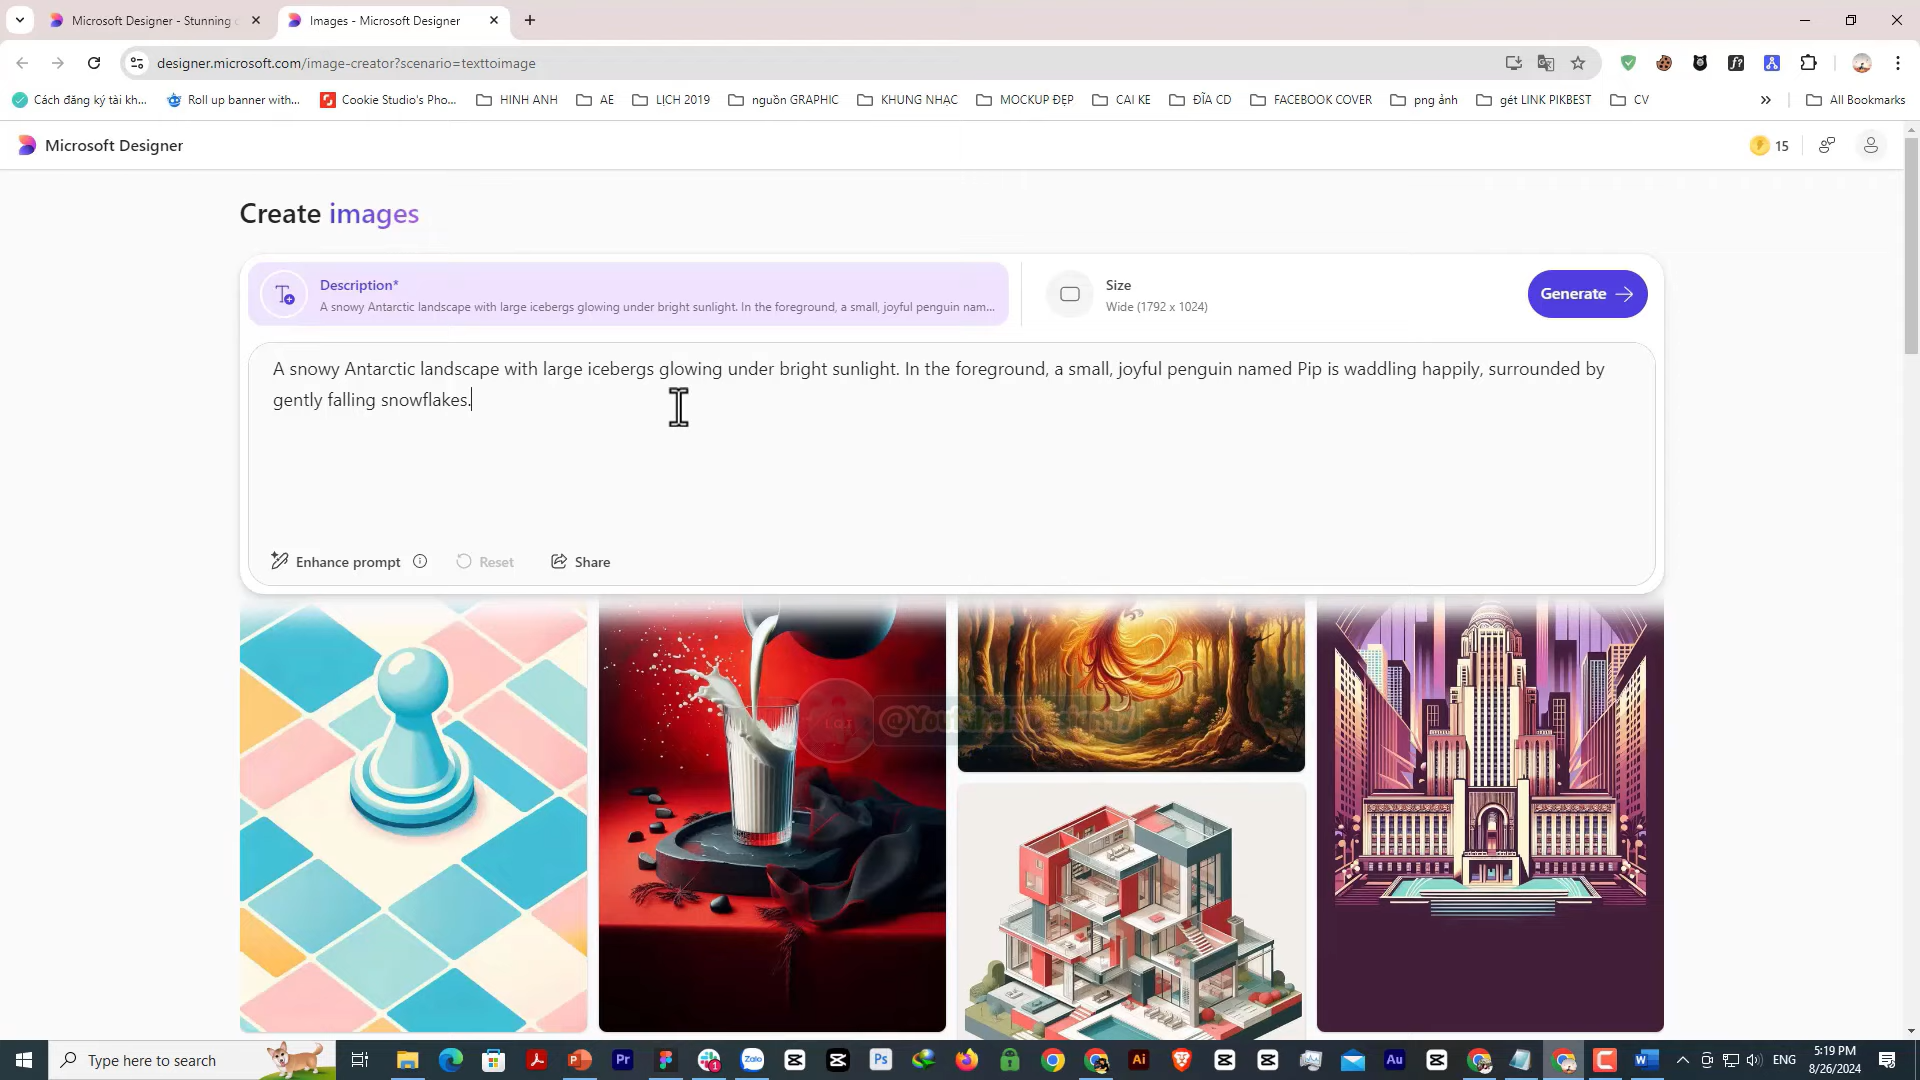 Microsoft Designer - Stunning
Images - Microsoft Designer
designer.microsoft.com/image-creator?scenario=texttoimage
Cách đăng ký tài kh...
Roll up banner with...
Cookie Studio's Pho...
HINH ANH
AE
LỊCH 2019
nguồn GRAPHIC
KHUNG NHẠC
MOCKUP ĐẸP
CAI KE
ĐĨA CD
FACEBOOK COVER
png ảnh
gét LINK PIKBEST
CV
All Bookmarks
Microsoft Designer
15
Create images
Description*
A snowy Antarctic landscape with large icebergs glowing under bright sunlight. In the foreground, a small, joyful penguin nam...
Size
Wide (1792 x 1024)
Generate
A snowy Antarctic landscape with large icebergs glowing under bright sunlight. In the foreground, a small, joyful penguin named Pip is waddling happily, surrounded by
gently falling snowflakes.
Enhance prompt
Reset
Share
Type here to search
ENG
5:19 PM
8/26/2024